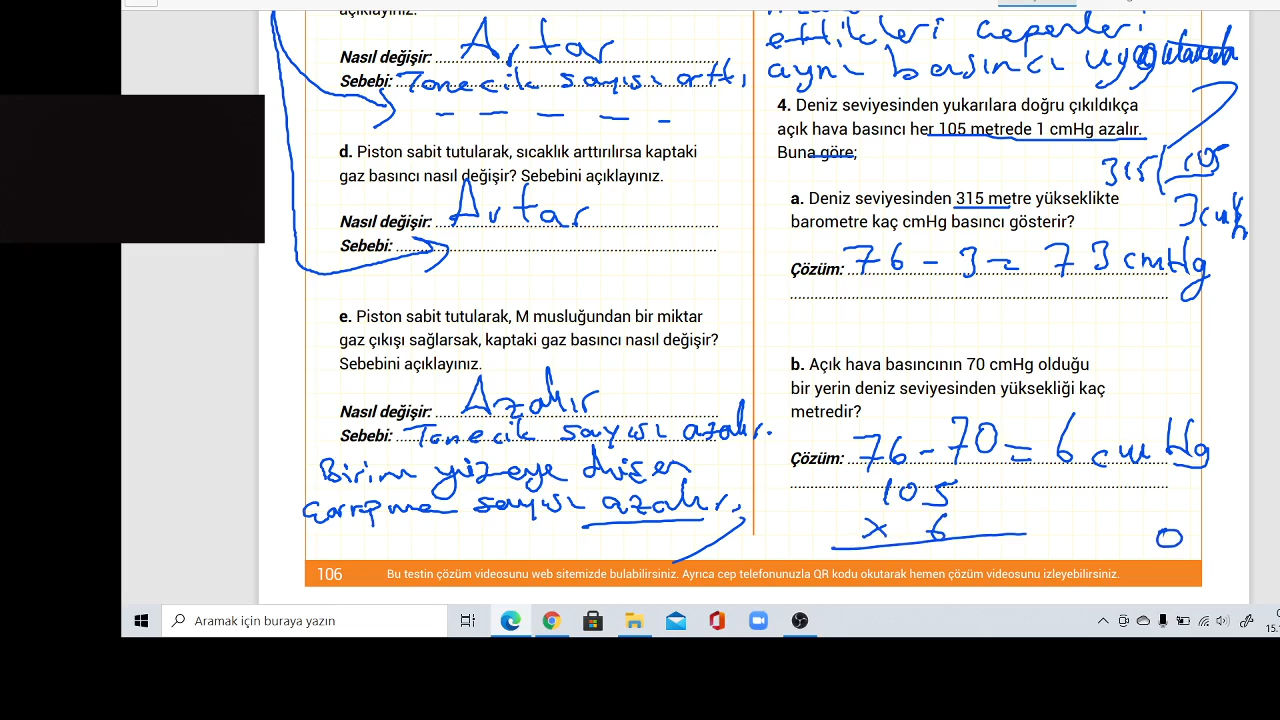 açıklayınız.
Nasıl değişir: Artar
Sebebi: Tanecik sayısı arttı
d. Piston sabit tutularak, sıcaklık arttırılırsa kaptaki
gaz basıncı nasıl değişir? Sebebini açıklayınız.
Nasıl değişir: Artar
Sebebi:
e. Piston sabit tutularak, M musluğundan bir miktar
gaz çıkışı sağlarsak, kaptaki gaz basıncı nasıl değişir?
Sebebini açıklayınız.
Nasıl değişir: Azalır
Sebebi: Tanecik sayısı azalır.
Birim yüzeye düşen
çarpma sayısı azalır.
ettikleri çeperleri
aynı basıncı
4. Deniz seviyesinden yukarılara doğru çıkıldıkça
açık hava basıncı her 105 metrede 1 cmHg azalır.
Buna göre;
315 105
3 cmHg
a. Deniz seviyesinden 315 metre yükseklikte
barometre kaç cmHg basıncı gösterir?
Çözüm: 76 - 3 = 73 cmHg
b. Açık hava basıncının 70 cmHg olduğu
bir yerin deniz seviyesinden yüksekliği kaç
metredir?
Çözüm: 76 - 70 = 6 cmHg
105
x 6
0
106 Bu testin çözüm videosunu web sitemizde bulabilirsiniz. Ayrıca cep telefonunuzla QR kodu okutarak hemen çözüm videosunu izleyebilirsiniz.
Aramak için buraya yazın
15.